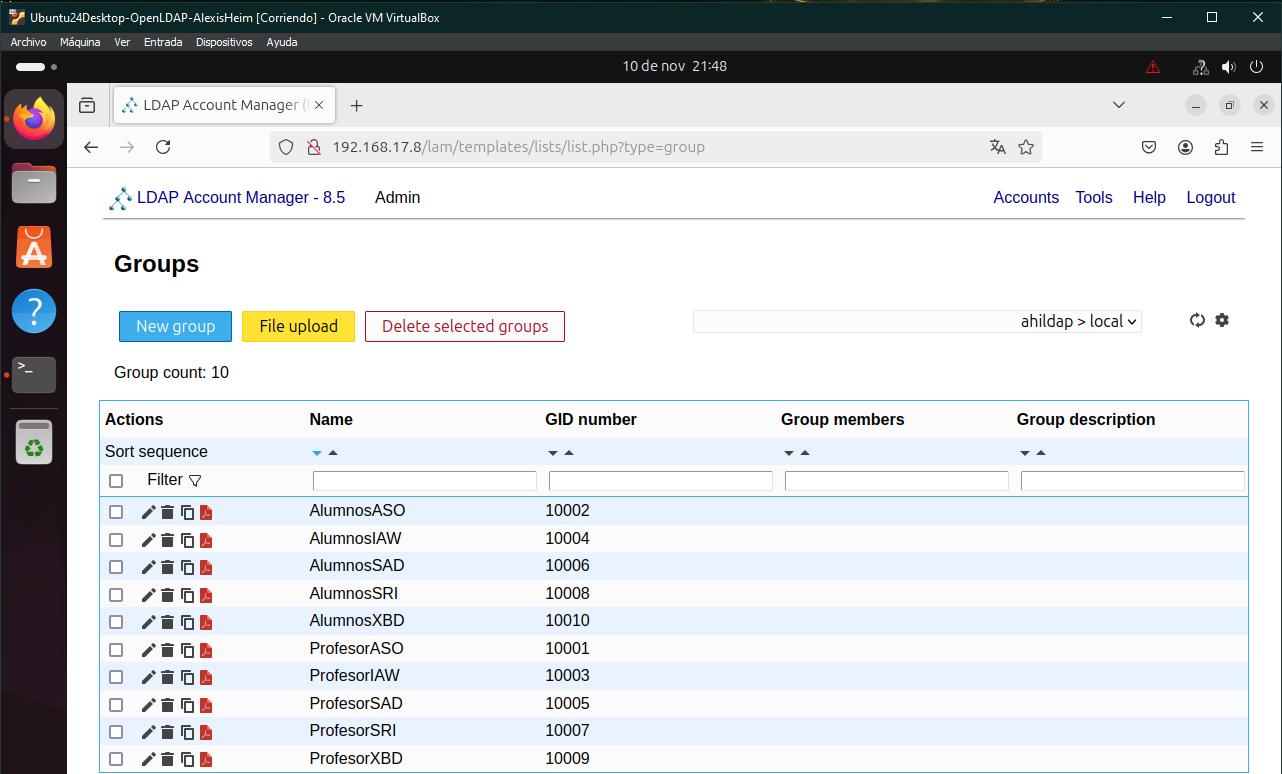 Ubuntu24Desktop-OpenLDAP-AlexisHeim [Corriendo] - Oracle VM VirtualBox
Archivo Máquina Ver Entrada Dispositivos Ayuda
10 de nov 21:48
LDAP Account Manager (
192.168.17.8/lam/templates/lists/list.php?type=group
LDAP Account Manager - 8.5 Admin Accounts Tools Help Logout
Groups
New group File upload Delete selected groups ahildap > local
Group count: 10
Actions Name GID number Group members Group description
Sort sequence
Filter
AlumnosASO 10002
AlumnosIAW 10004
AlumnosSAD 10006
AlumnosSRI 10008
AlumnosXBD 10010
ProfesorASO 10001
ProfesorIAW 10003
ProfesorSAD 10005
ProfesorSRI 10007
ProfesorXBD 10009